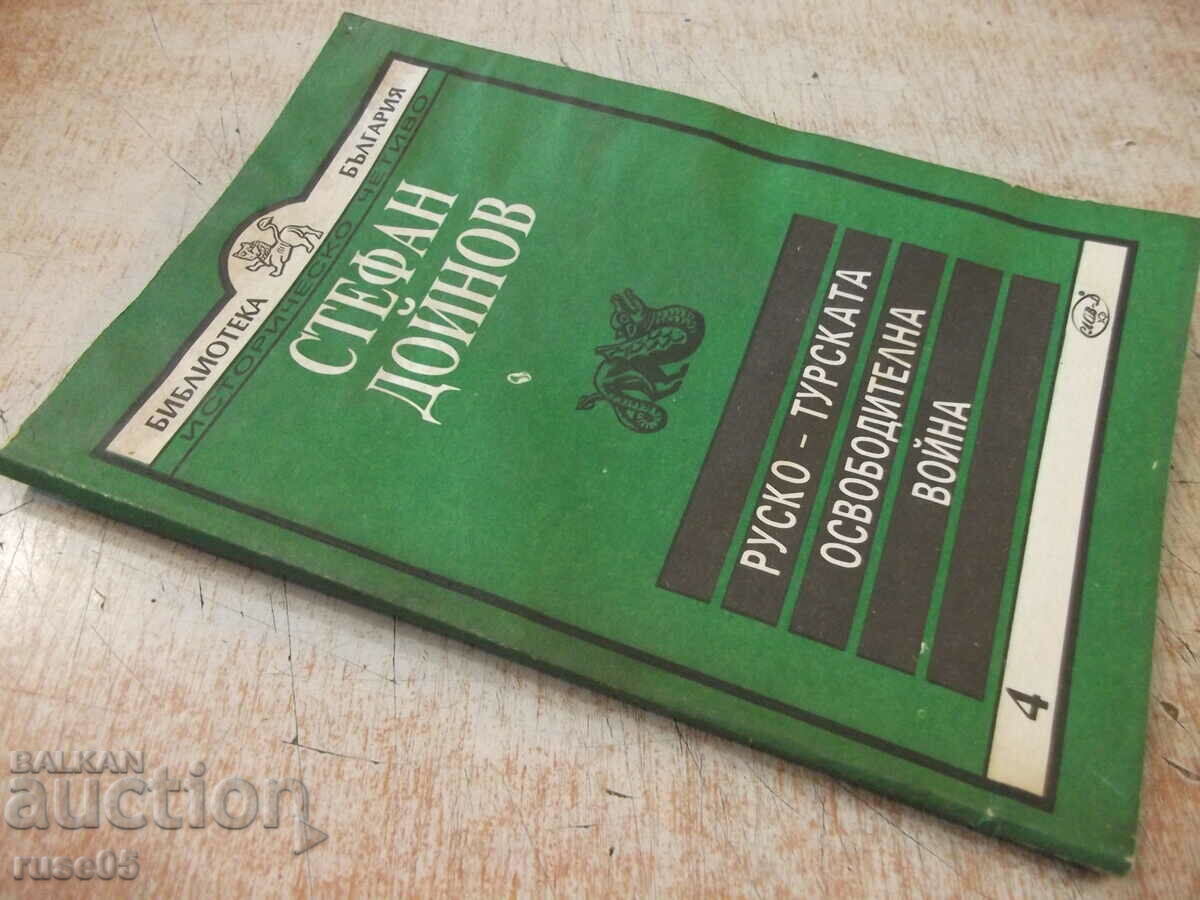 БИБЛИОТЕКА БЪЛГАРИЯ
ИСТОРИЧЕСКО ЧЕТИВО
СТЕФАН
ДОЙНОВ
РУСКО - ТУРСКАТА
ОСВОБОДИТЕЛНА
ВОЙНА
4
BALKAN
auction
ruse05